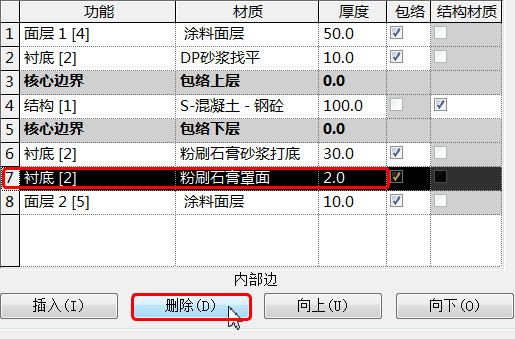 功能 材质 厚度 包络 结构材质
1 面层 1 [4] 涂料面层 50.0
2 衬底 [2] DP砂浆找平 10.0
3 核心边界 包络上层 0.0
4 结构 [1] S-混凝土 - 钢砼 100.0
5 核心边界 包络下层 0.0
6 衬底 [2] 粉刷石膏砂浆打底 30.0
7 衬底 [2] 粉刷石膏罩面 2.0
8 面层 2 [5] 涂料面层 10.0
内部边
插入(I) 删除(D) 向上(U) 向下(O)